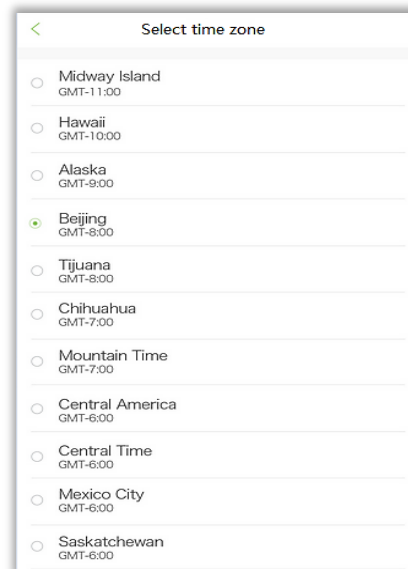 Select time zone
Midway Island
GMT-11:00
Hawaii
GMT-10:00
Alaska
GMT-9:00
Beijing
GMT-8:00
Tijuana
GMT-8:00
Chihuahua
GMT-7:00
Mountain Time
GMT-7:00
Central America
GMT-6:00
Central Time
GMT-6:00
Mexico City
GMT-6:00
Saskatchewan
GMT-6:00